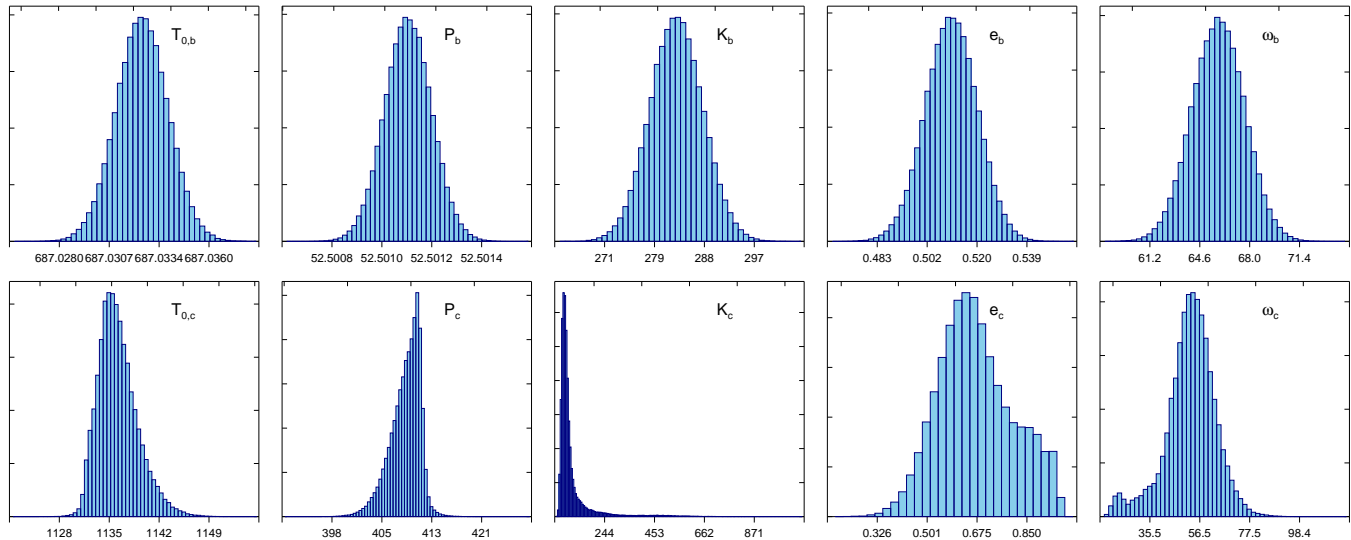 T0,b
Pb
Kb
eb
ωb
687.0280 687.0307 687.0334 687.0360
52.5008 52.5010 52.5012 52.5014
271 279 288 297
0.483 0.502 0.520 0.539
61.2 64.6 68.0 71.4
T0,c
Pc
Kc
ec
ωc
1128 1135 1142 1149
398 405 413 421
244 453 662 871
0.326 0.501 0.675 0.850
35.5 56.5 77.5 98.4